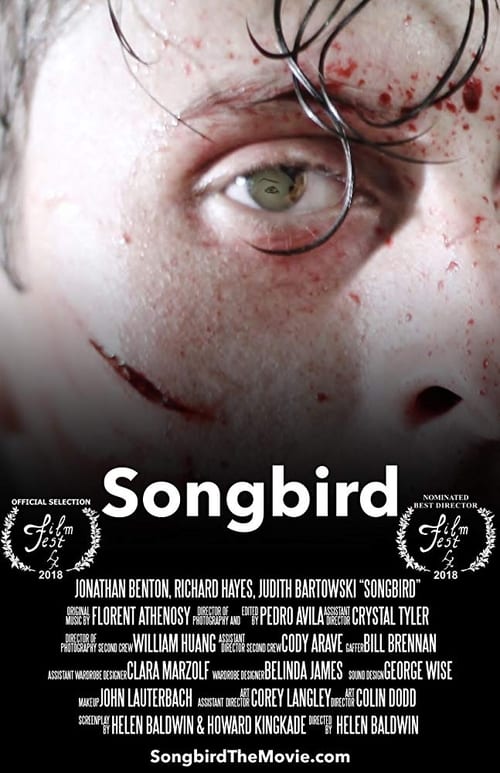 Songbird
OFFICIAL SELECTION
Film
Fest
LX
2018
NOMINATED
BEST DIRECTOR
Film
Fest
LX
2018
JONATHAN BENTON, RICHARD HAYES, JUDITH BARTOWSKI “SONGBIRD”
ORIGINAL MUSIC BY FLORENT ATHENOSY DIRECTOR OF PHOTOGRAPHY AND EDITED BY PEDRO AVILA ASSISTANT DIRECTOR CRYSTAL TYLER
DIRECTOR OF PHOTOGRAPHY SECOND CREW WILLIAM HUANG ASSISTANT DIRECTOR SECOND CREW CODY ARAVE GAFFER BILL BRENNAN
ASSISTANT WARDROBE DESIGNER CLARA MARZOLF WARDROBE DESIGNER BELINDA JAMES SOUND DESIGN GEORGE WISE
MAKEUP JOHN LAUTERBACH ASSISTANT ART DIRECTOR COREY LANGLEY ART DIRECTOR COLIN DODD
SCREENPLAY BY HELEN BALDWIN & HOWARD KINGKADE DIRECTED BY HELEN BALDWIN
SongbirdTheMovie.com